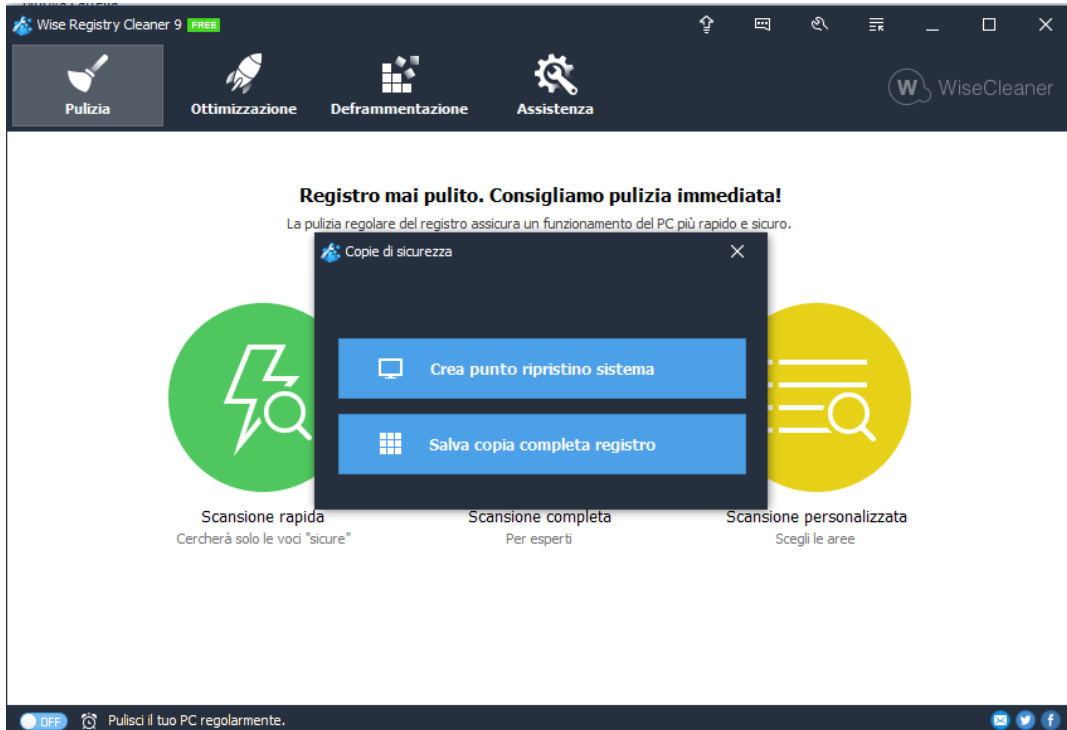 Wise Registry Cleaner 9 FREE
Pulizia
Ottimizzazione
Deframmentazione
Assistenza
W WiseCleaner
Registro mai pulito. Consigliamo pulizia immediata!
La pulizia regolare del registro assicura un funzionamento del PC più rapido e sicuro.
Copie di sicurezza
Crea punto ripristino sistema
Salva copia completa registro
Scansione rapida
Cercherà solo le voci "sicure"
Scansione completa
Per esperti
Scansione personalizzata
Scegli le aree
OFF Pulisci il tuo PC regolarmente.